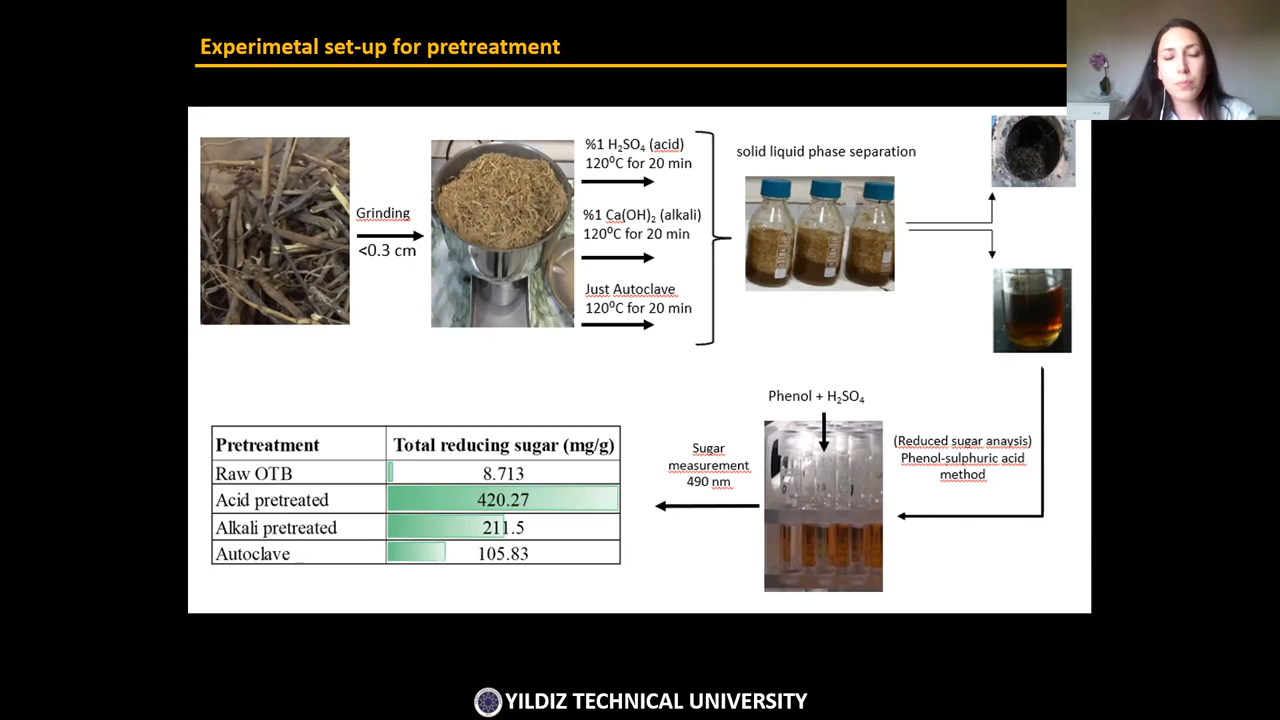 Experimetal set-up for pretreatment
Grinding
<0.3 cm
%1 H₂SO₄ (acid)
120⁰C for 20 min
%1 Ca(OH)₂ (alkali)
120⁰C for 20 min
Just Autoclave
120⁰C for 20 min
solid liquid phase separation
Phenol + H₂SO₄
(Reduced sugar anaysis)
Phenol-sulphuric acid
method
Sugar
measurement
490 nm
Pretreatment Total reducing sugar (mg/g)
Raw OTB 8.713
Acid pretreated 420.27
Alkali pretreated 211.5
Autoclave 105.83
YILDIZ TECHNICAL UNIVERSITY